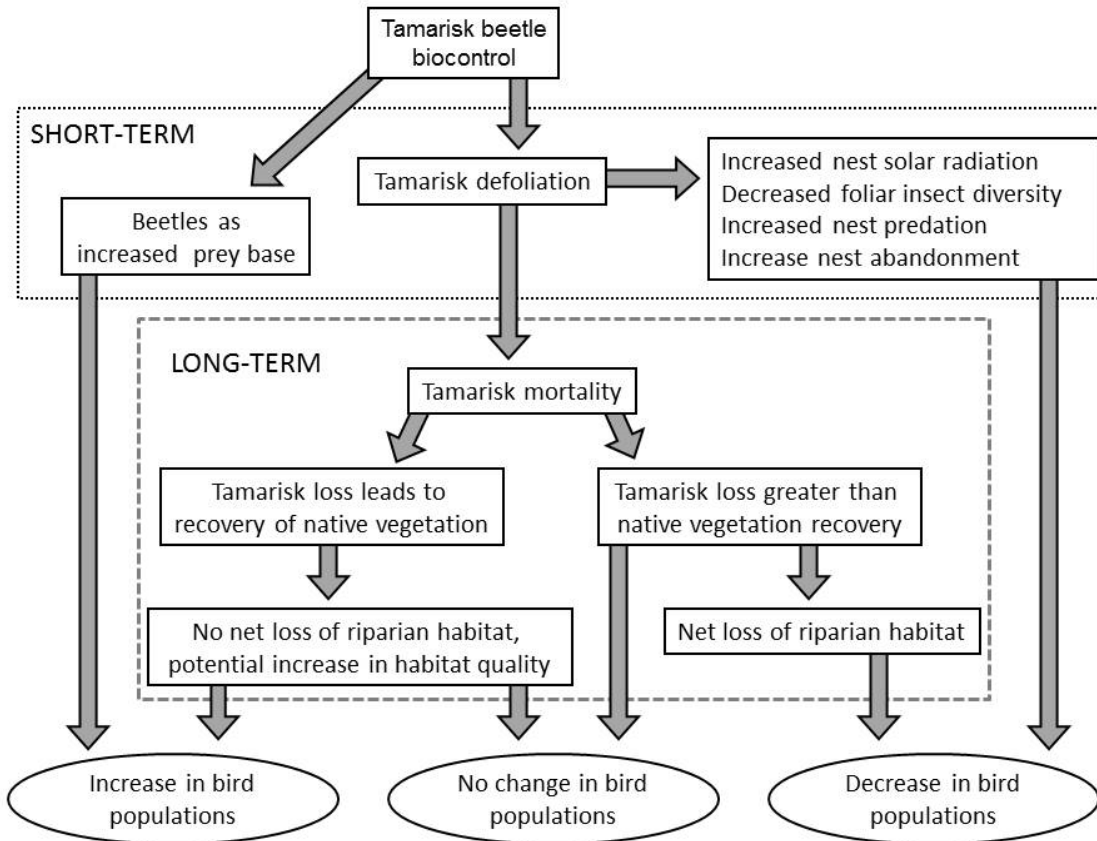 Tamarisk beetle
biocontrol
SHORT-TERM
Tamarisk defoliation
Increased nest solar radiation
Decreased foliar insect diversity
Increased nest predation
Increase nest abandonment
Beetles as
increased prey base
LONG-TERM
Tamarisk mortality
Tamarisk loss leads to
recovery of native vegetation
Tamarisk loss greater than
native vegetation recovery
No net loss of riparian habitat,
potential increase in habitat quality
Net loss of riparian habitat
Increase in bird
populations
No change in bird
populations
Decrease in bird
populations